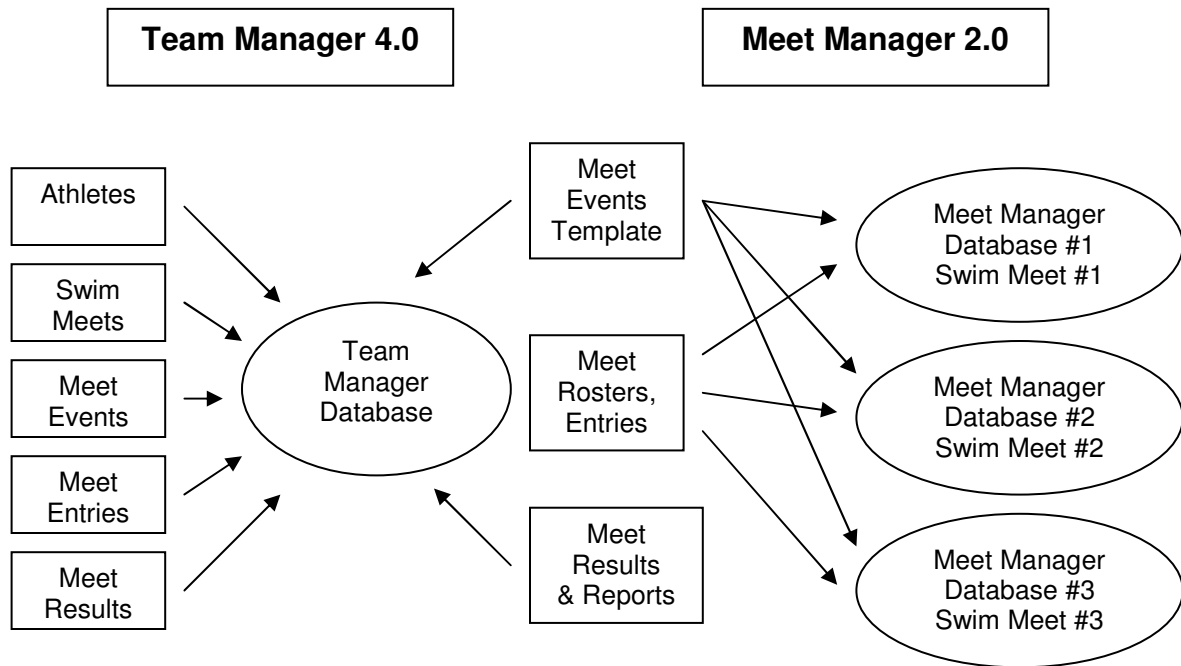 Team Manager 4.0
Meet Manager 2.0
Athletes
Swim
Meets
Meet
Events
Meet
Entries
Meet
Results
Team
Manager
Database
Meet
Events
Template
Meet
Rosters,
Entries
Meet
Results
& Reports
Meet Manager
Database #1
Swim Meet #1
Meet Manager
Database #2
Swim Meet #2
Meet Manager
Database #3
Swim Meet #3